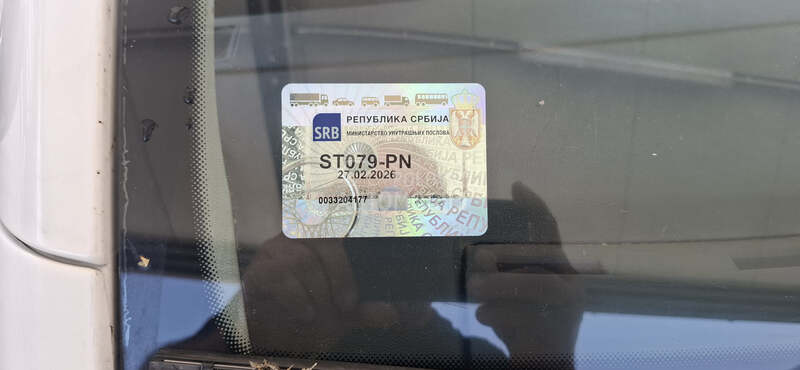 SRB
РЕПУБЛИКА СРБИЈА
МИНИСТАРСТВО УНУТРАШЊИХ ПОСЛОВА
ST079-PN
27.02.2026
0033204177